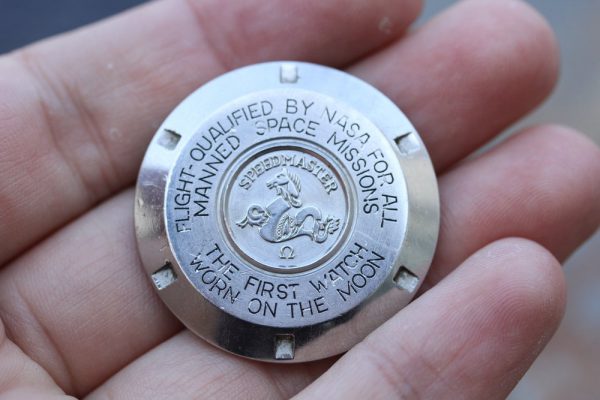 FLIGHT-QUALIFIED BY NASA FOR ALL
MANNED SPACE MISSIONS
SPEEDMASTER
Ω
THE FIRST WATCH
WORN ON THE MOON